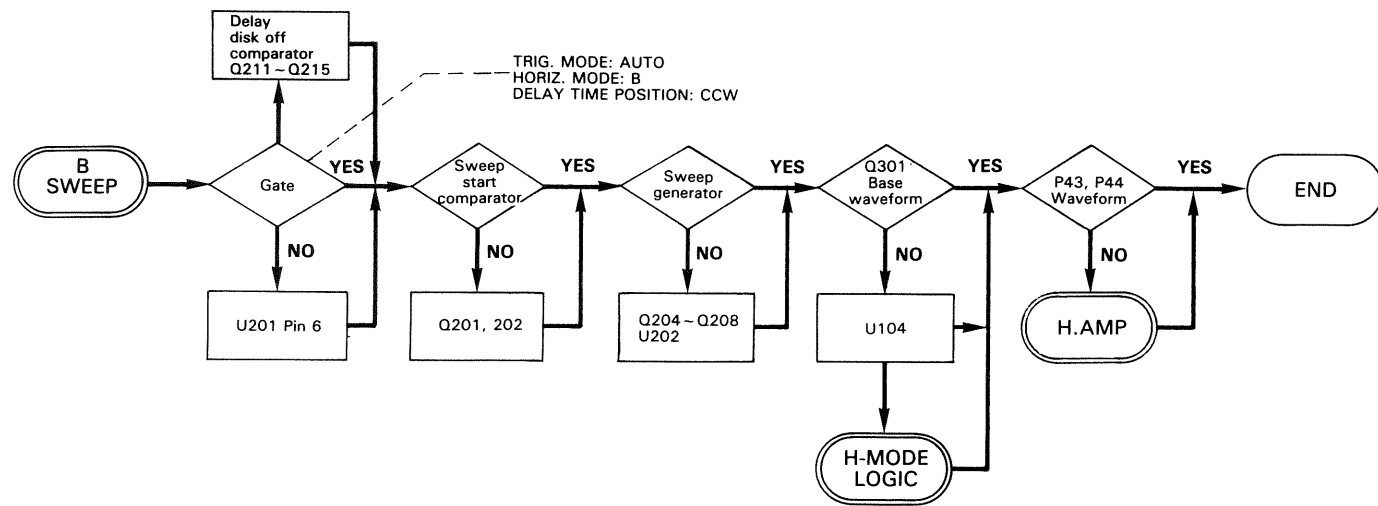 Delay
disk off
comparator
Q211~Q215
TRIG. MODE: AUTO
HORIZ. MODE: B
DELAY TIME POSITION: CCW
B
SWEEP
Gate
YES
NO
U201 Pin 6
Sweep
start
comparator
YES
NO
Q201, 202
Sweep
generator
YES
NO
Q204~Q208
U202
Q301
Base
waveform
YES
NO
U104
H-MODE
LOGIC
P43, P44
Waveform
YES
NO
H.AMP
END